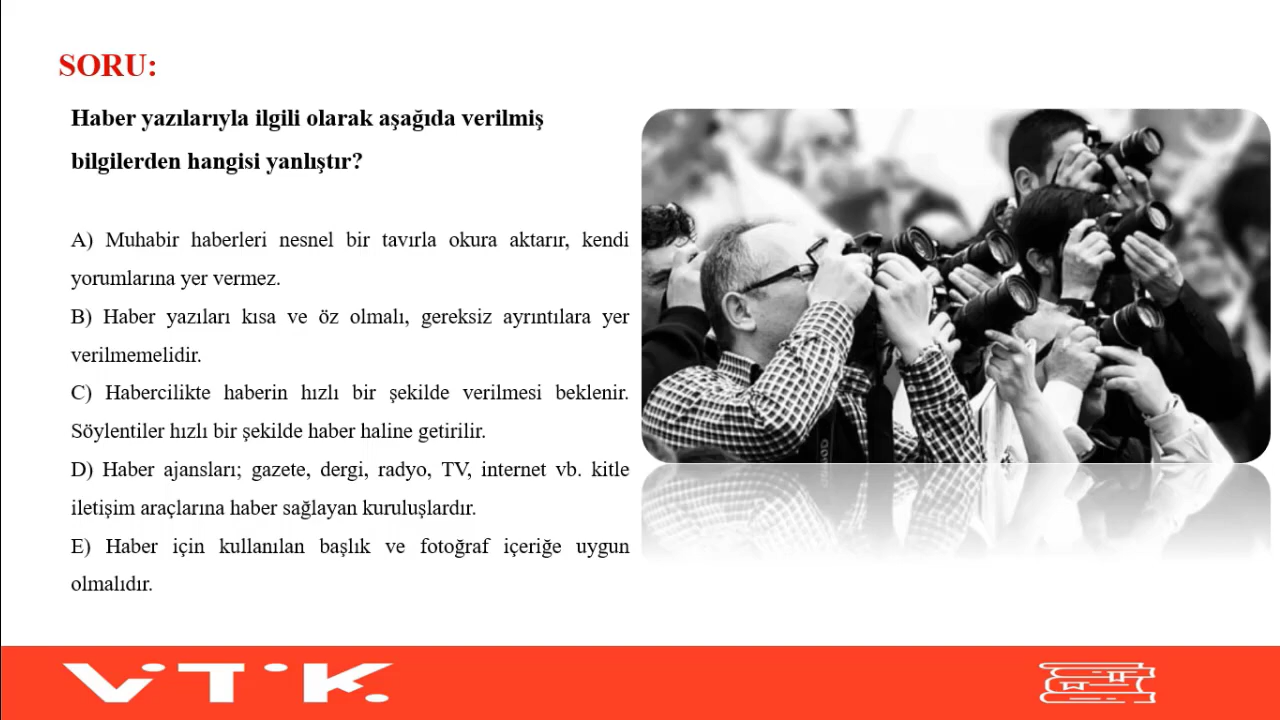 SORU:
Haber yazılarıyla ilgili olarak aşağıda verilmiş
bilgilerden hangisi yanlıştır?
A) Muhabir haberleri nesnel bir tavırla okura aktarır, kendi
yorumlarına yer vermez.
B) Haber yazıları kısa ve öz olmalı, gereksiz ayrıntılara yer
verilmemelidir.
C) Habercilikte haberin hızlı bir şekilde verilmesi beklenir.
Söylentiler hızlı bir şekilde haber haline getirilir.
D) Haber ajansları; gazete, dergi, radyo, TV, internet vb. kitle
iletişim araçlarına haber sağlayan kuruluşlardır.
E) Haber için kullanılan başlık ve fotoğraf içeriğe uygun
olmalıdır.
VİTİK.